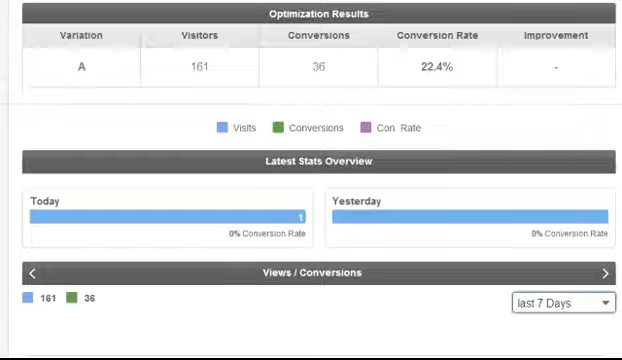 Optimization Results
Variation Visitors Conversions Conversion Rate Improvement
A 161 36 22.4% -
Visits Conversions Con. Rate
Latest Stats Overview
Today Yesterday
1
0% Conversion Rate 0% Conversion Rate
Views / Conversions
161 36 last 7 Days